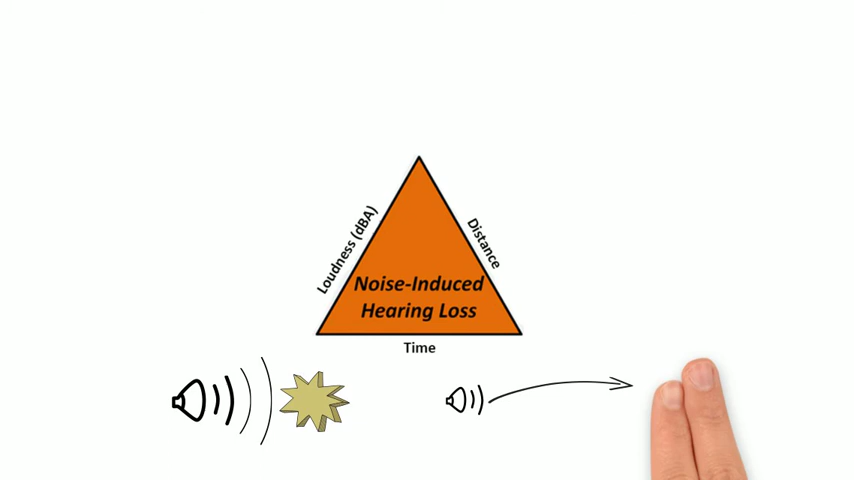 Loudness (dBA)
Distance
Noise-Induced
Hearing Loss
Time